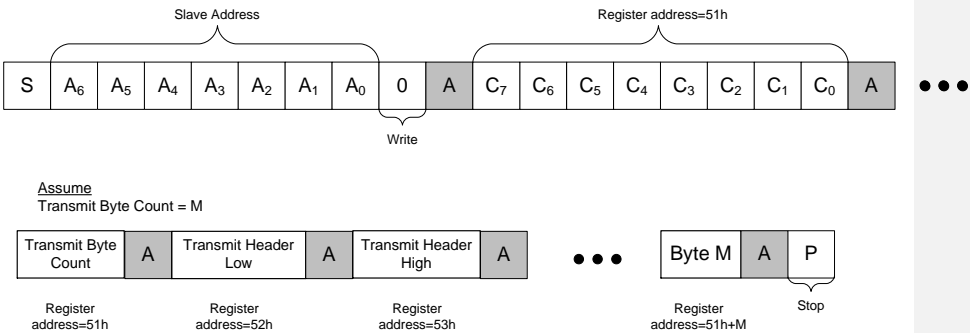 Slave Address Register address=51h
S A6 A5 A4 A3 A2 A1 A0 0 A C7 C6 C5 C4 C3 C2 C1 C0 A
Write
Assume
Transmit Byte Count = M
Transmit Byte Count A Transmit Header Low A Transmit Header High A Byte M A P
Register address=51h Register address=52h Register address=53h Register address=51h+M Stop